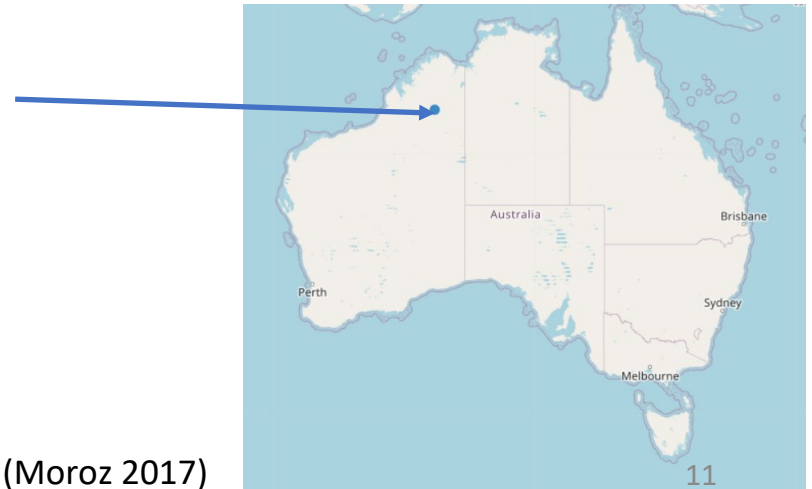 Australia
Brisbane
Perth
Sydney
Melbourne
(Moroz 2017)
11